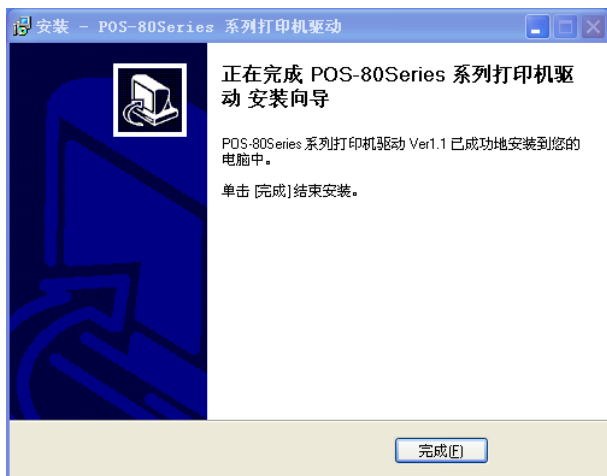 安装 - POS-80Series 系列打印机驱动
正在完成 POS-80Series 系列打印机驱
动 安装向导
POS-80Series 系列打印机驱动 Ver1.1 已成功地安装到您的
电脑中。
单击 [完成]结束安装。
完成(F)